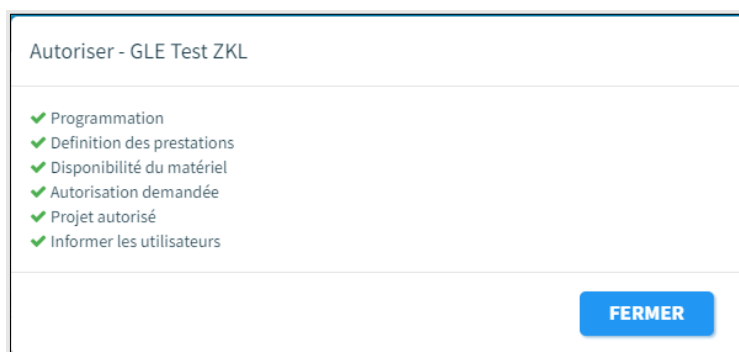 Autoriser - GLE Test ZKL
Programmation
Definition des prestations
Disponibilité du matériel
Autorisation demandée
Projet autorisé
Informer les utilisateurs
FERMER